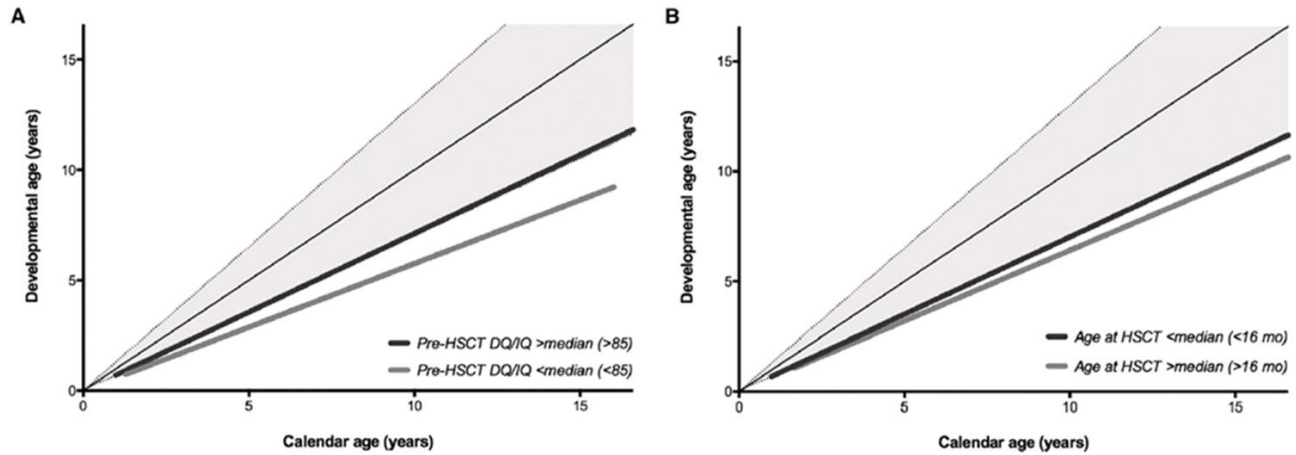 A
Developmental age (years)
15
10
5
0
0
5
10
15
Pre-HSCT DQ/IQ >median (>85)
Pre-HSCT DQ/IQ <median (<85)
Calendar age (years)
B
Developmental age (years)
15
10
5
0
0
5
10
15
Age at HSCT <median (<16 mo)
Age at HSCT >median (>16 mo)
Calendar age (years)